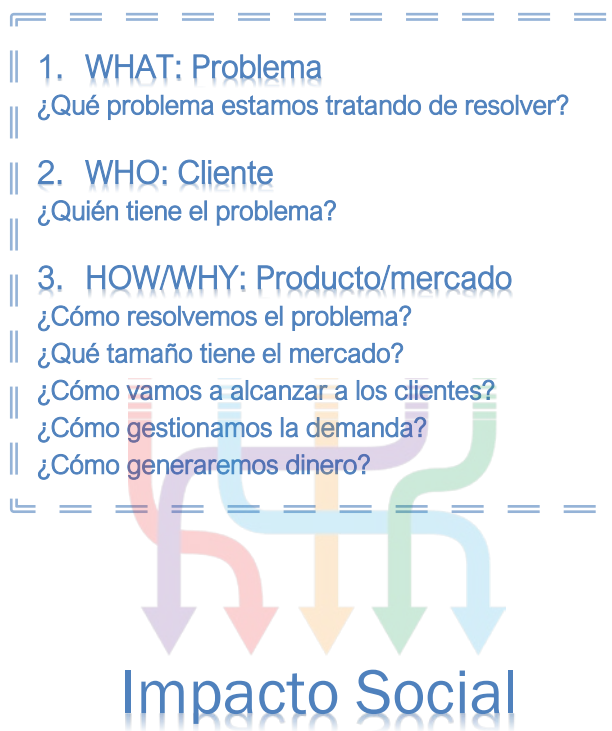 1. WHAT: Problema
¿Qué problema estamos tratando de resolver?
2. WHO: Cliente
¿Quién tiene el problema?
3. HOW/WHY: Producto/mercado
¿Cómo resolvemos el problema?
¿Qué tamaño tiene el mercado?
¿Cómo vamos a alcanzar a los clientes?
¿Cómo gestionamos la demanda?
¿Cómo generaremos dinero?
Impacto Social